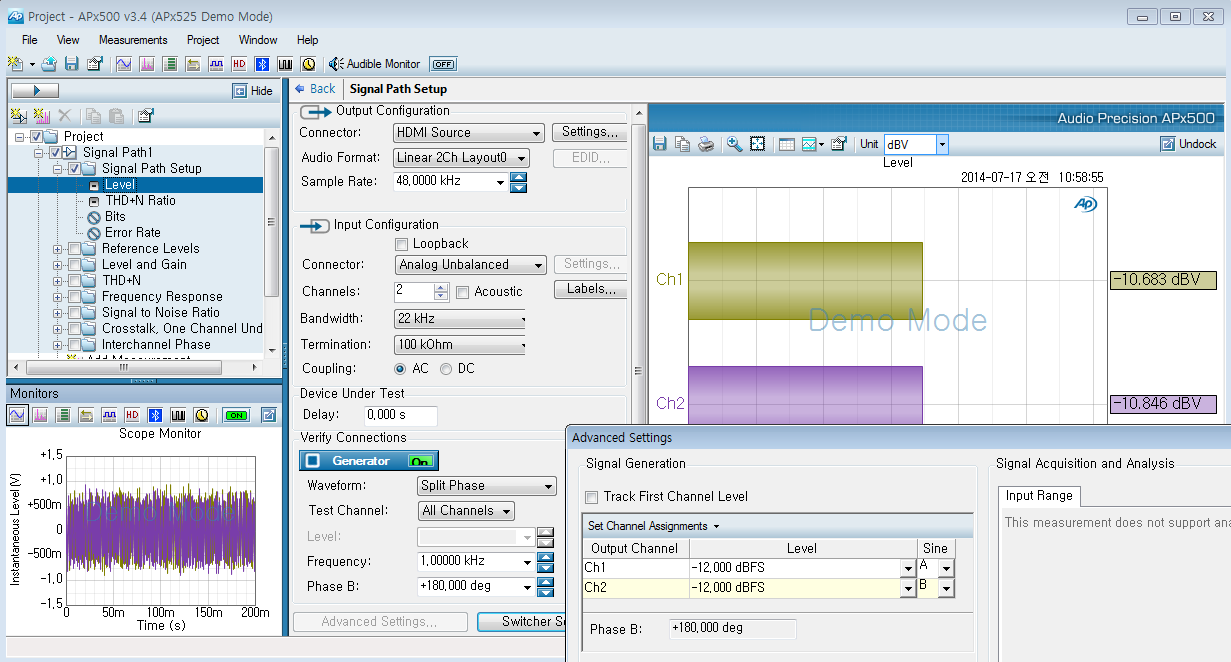 Project - APx500 v3.4 (APx525 Demo Mode)
File View Measurements Project Window Help
HD Audible Monitor OFF
Hide
Project
Signal Path1
Signal Path Setup
Level
THD+N Ratio
Bits
Error Rate
Reference Levels
Level and Gain
THD+N
Frequency Response
Signal to Noise Ratio
Crosstalk, One Channel Und
Interchannel Phase
Add Measurement
Monitors
HD ON
Scope Monitor
Instantaneous Level (V)
+1.5
+1.0
+500m
0
-500m
-1.0
-1.5
Demo Mode
0 50m 100m 150m 200m
Time (s)
Back Signal Path Setup
Output Configuration
Connector: HDMI Source Settings...
Audio Format: Linear 2Ch Layout0 EDID...
Sample Rate: 48,0000 kHz
Input Configuration
Loopback
Connector: Analog Unbalanced Settings...
Channels: 2 Acoustic Labels...
Bandwidth: 22 kHz
Termination: 100 kOhm
Coupling: AC DC
Device Under Test
Delay: 0,000 s
Verify Connections
Generator On
Waveform: Split Phase
Test Channel: All Channels
Level:
Frequency: 1,00000 kHz
Phase B: +180,000 deg
Advanced Settings... Switcher Se
Audio Precision APx500
Unit dBV Undock
Level
2014-07-17 오전 10:58:55
Ap
Ch1 -10.683 dBV
Demo Mode
Ch2 -10.846 dBV
Advanced Settings
Signal Generation
Track First Channel Level
Set Channel Assignments
Output Channel Level Sine
Ch1 -12,000 dBFS A
Ch2 -12,000 dBFS B
Phase B: +180,000 deg
Signal Acquisition and Analysis
Input Range
This measurement does not support an